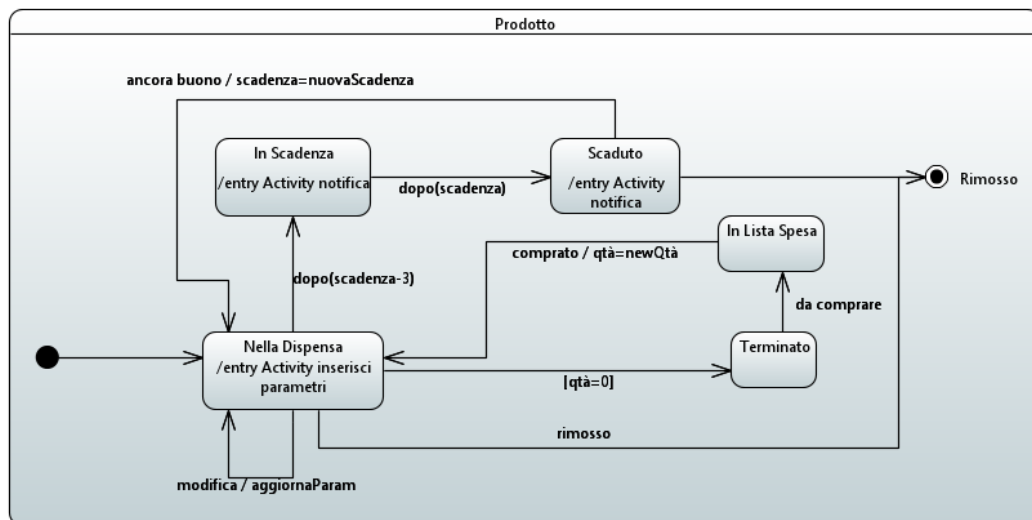 Prodotto
ancora buono / scadenza=nuovaScadenza
In Scadenza
/entry Activity notifica
dopo(scadenza)
Scaduto
/entry Activity
notifica
Rimosso
In Lista Spesa
comprato / qtà=newQtà
dopo(scadenza-3)
da comprare
Nella Dispensa
/entry Activity inserisci
parametri
Terminato
[qtà=0]
rimosso
modifica / aggiornaParam